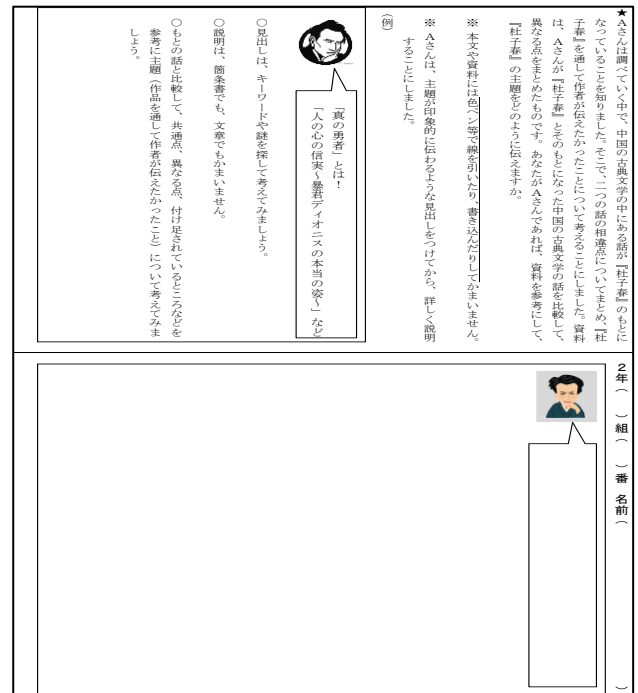 ★Aさんは調べていく中で、中国の古典文学の中にある話が『杜子春』のもとに
なっていることを知りました。そこで、二つの話の相違点についてまとめ、『杜
子春』を通して作者が伝えたかったことについて考えることにしました。資料
は、Aさんが『杜子春』とそのもとになった中国の古典文学の話を比較して、
異なる点をまとめたものです。あなたがAさんであれば、資料を参考にして、
『杜子春』の主題をどのように伝えますか。
※ 本文や資料には色ペン等で線を引いたり、書き込んだりしてかまいません。
※ Aさんは、主題が印象的に伝わるような見出しをつけてから、詳しく説明
することにしました。
(例)
「真の勇者」とは!
「人の心の信実~暴君ディオニスの本当の姿~」など
○見出しは、キーワードや謎を探して考えてみましょう。
○説明は、箇条書でも、文章でもかまいません。
○もとの話と比較して、共通点、異なる点、付け足されているところなどを
参考に主題(作品を通して作者が伝えたかったこと)について考えてみま
しょう。
2年( )組( )番 名前( )